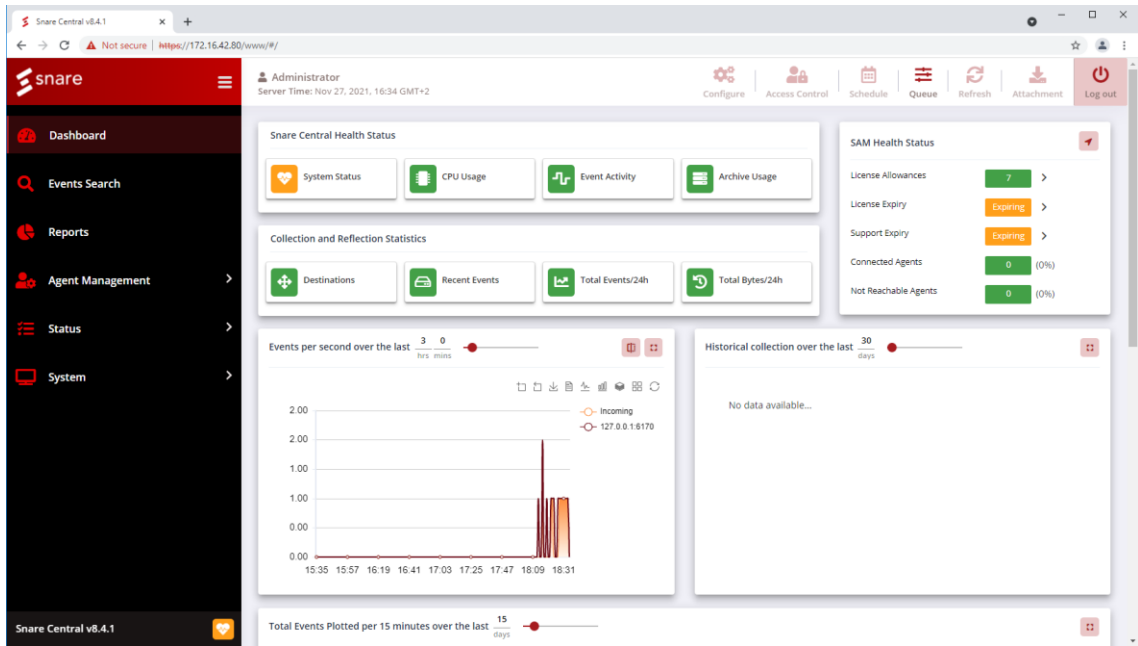 Snare Central v8.4.1
Not secure | https://172.16.42.80/www/#/
snare
Administrator
Server Time: Nov 27, 2021, 16:34 GMT+2
Configure
Access Control
Schedule
Queue
Refresh
Attachment
Log out
Dashboard
Events Search
Reports
Agent Management
Status
System
Snare Central v8.4.1
Snare Central Health Status
System Status
CPU Usage
Event Activity
Archive Usage
Collection and Reflection Statistics
Destinations
Recent Events
Total Events/24h
Total Bytes/24h
SAM Health Status
License Allowances 7
License Expiry Expiring
Support Expiry Expiring
Connected Agents 0 (0%)
Not Reachable Agents 0 (0%)
Events per second over the last 3 0
hrs mins
Incoming
127.0.0.1:6170
2.00
2.00
1.00
1.00
0.00
0.00
15:35 15:57 16:19 16:41 17:03 17:25 17:47 18:09 18:31
Historical collection over the last 30
days
No data available...
Total Events Plotted per 15 minutes over the last 15
days